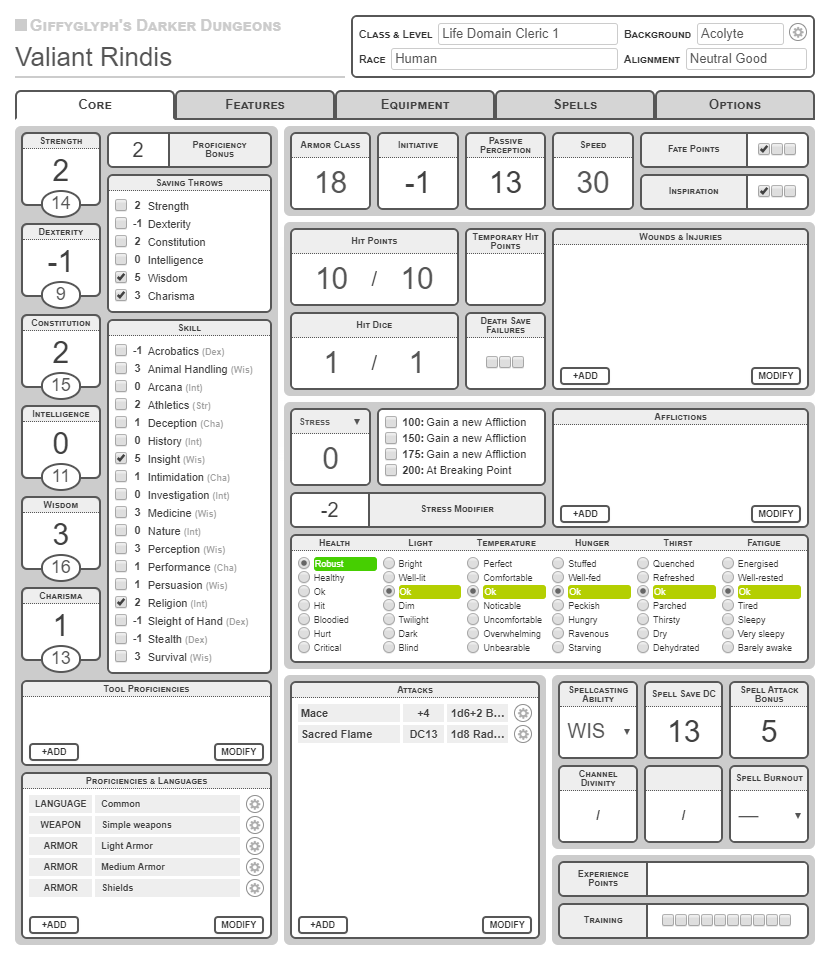 Giffyglyph's Darker Dungeons
Valiant Rindis
Class & Level Life Domain Cleric 1 Background Acolyte
Race Human Alignment Neutral Good
Core Features Equipment Spells Options
Strength
2
14
Dexterity
-1
9
Constitution
2
15
Intelligence
0
11
Wisdom
3
16
Charisma
1
13
2 Proficiency Bonus
Saving Throws
2 Strength
-1 Dexterity
2 Constitution
0 Intelligence
5 Wisdom
3 Charisma
Skill
-1 Acrobatics (Dex)
3 Animal Handling (Wis)
0 Arcana (Int)
2 Athletics (Str)
1 Deception (Cha)
0 History (Int)
5 Insight (Wis)
1 Intimidation (Cha)
0 Investigation (Int)
3 Medicine (Wis)
0 Nature (Int)
3 Perception (Wis)
1 Performance (Cha)
1 Persuasion (Wis)
2 Religion (Int)
-1 Sleight of Hand (Dex)
-1 Stealth (Dex)
3 Survival (Wis)
Tool Proficiencies
+ADD MODIFY
Proficiencies & Languages
LANGUAGE Common
WEAPON Simple weapons
ARMOR Light Armor
ARMOR Medium Armor
ARMOR Shields
+ADD MODIFY
Armor Class
18
Initiative
-1
Passive Perception
13
Speed
30
Fate Points
Inspiration
Hit Points
10 / 10
Temporary Hit Points
Hit Dice
1 / 1
Death Save Failures
Wounds & Injuries
+ADD MODIFY
Stress
0
100: Gain a new Affliction
150: Gain a new Affliction
175: Gain a new Affliction
200: At Breaking Point
-2 Stress Modifier
Afflictions
+ADD MODIFY
Health Light Temperature Hunger Thirst Fatigue
Robust Bright Perfect Stuffed Quenched Energised
Healthy Well-lit Comfortable Well-fed Refreshed Well-rested
Ok Ok Ok Ok Ok Ok
Hit Dim Noticable Peckish Parched Tired
Bloodied Twilight Uncomfortable Hungry Thirsty Sleepy
Hurt Dark Overwhelming Ravenous Dry Very sleepy
Critical Blind Unbearable Starving Dehydrated Barely awake
Attacks
Mace +4 1d6+2 B...
Sacred Flame DC13 1d8 Rad...
+ADD MODIFY
Spellcasting Ability
WIS
Spell Save DC
13
Spell Attack Bonus
5
Channel Divinity
/
/
Spell Burnout
—
Experience Points
Training